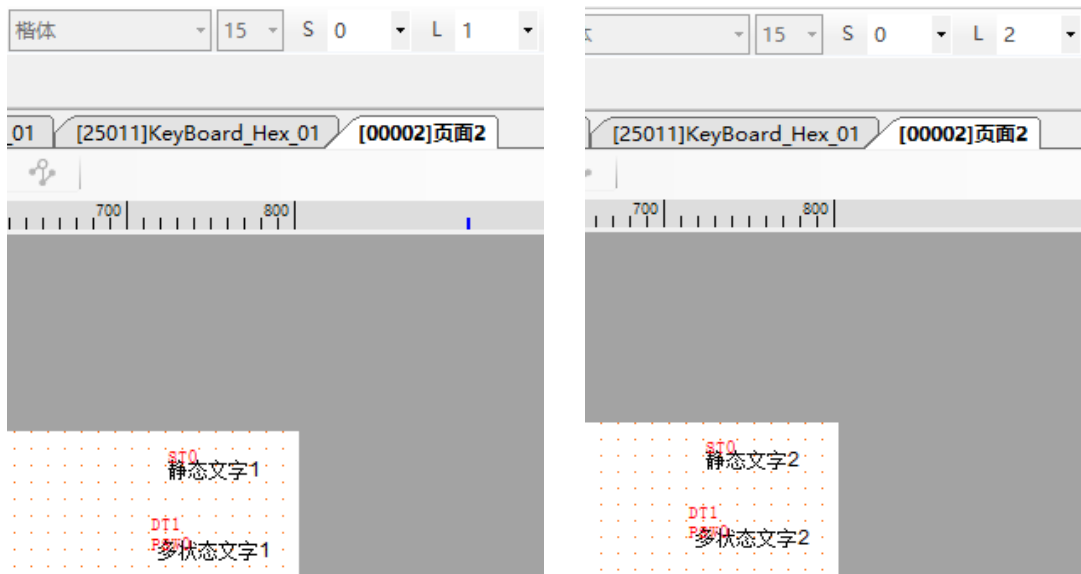 楷体 15 S 0 L 1
_01 [25011]KeyBoard_Hex_01 [00002]页面2
700 800
ST0
静态文字1
DT1
多状态文字1
15 S 0 L 2
[25011]KeyBoard_Hex_01 [00002]页面2
700 800
ST0
静态文字2
DT1
多状态文字2